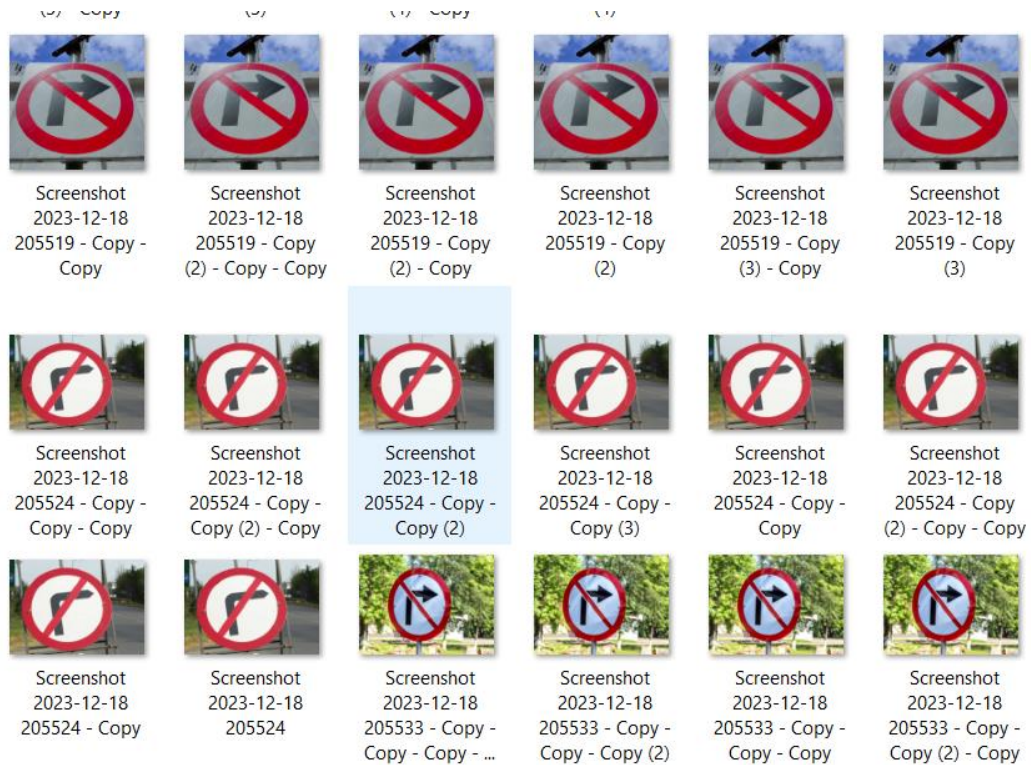 (3) - Copy
(3)
(4) - Copy
(4)
Screenshot
2023-12-18
205519 - Copy -
Copy
Screenshot
2023-12-18
205519 - Copy
(2) - Copy - Copy
Screenshot
2023-12-18
205519 - Copy
(2) - Copy
Screenshot
2023-12-18
205519 - Copy
(2)
Screenshot
2023-12-18
205519 - Copy
(3) - Copy
Screenshot
2023-12-18
205519 - Copy
(3)
Screenshot
2023-12-18
205524 - Copy -
Copy - Copy
Screenshot
2023-12-18
205524 - Copy -
Copy (2) - Copy
Screenshot
2023-12-18
205524 - Copy -
Copy (2)
Screenshot
2023-12-18
205524 - Copy -
Copy (3)
Screenshot
2023-12-18
205524 - Copy -
Copy
Screenshot
2023-12-18
205524 - Copy
(2) - Copy - Copy
Screenshot
2023-12-18
205524 - Copy
Screenshot
2023-12-18
205524
Screenshot
2023-12-18
205533 - Copy -
Copy - Copy - ...
Screenshot
2023-12-18
205533 - Copy -
Copy - Copy (2)
Screenshot
2023-12-18
205533 - Copy -
Copy - Copy
Screenshot
2023-12-18
205533 - Copy -
Copy (2) - Copy